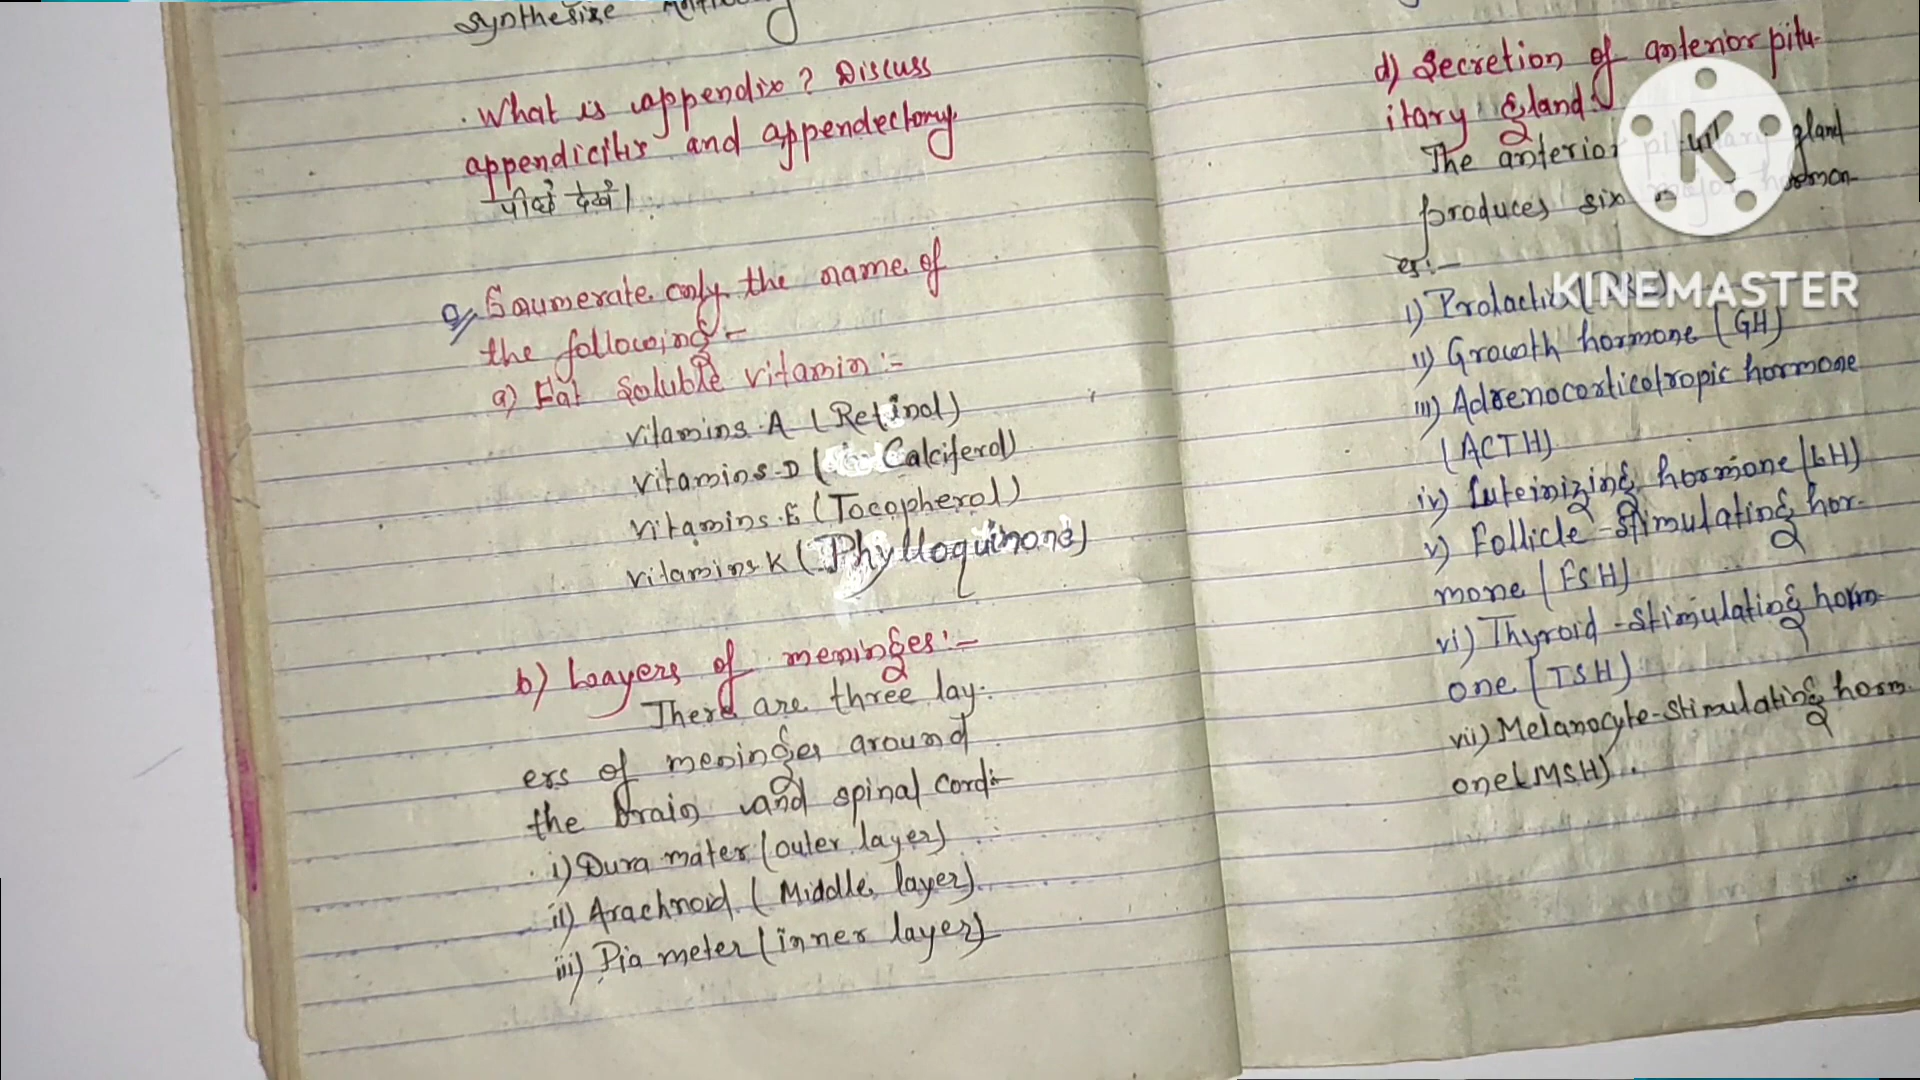 synthesize
. What is appendix? Discuss
appendicitis and appendectomy.
पीछे देखें।
Q, Enumerate only the name of
the following:-
a) Fat Soluble vitamin:-
vitamins-A (Retinol)
vitamins-D ( Calciferol)
vitamins-E (Tocopherol)
vitamins-K (Phylloquinone)
b) Layers of meninges:-
There are three lay-
ers of meninges around
the brain and spinal cord:-
i) Dura mater (outer layer)
ii) Arachnoid (Middle layer)
iii) Pia meter (inner layer)
d) Secretion of anterior pitu-
itary gland:-
The anterior pituitary gland
produces six major hormon-
es:-
i) Prolactin (PRL)
ii) Growth hormone (GH)
iii) Adrenocorticotropic hormone
(ACTH)
iv) Luteinizing hormone (LH)
v) Follicle-Stimulating hor-
mone (FSH)
vi) Thyroid-Stimulating horm-
one (TSH)
vii) Melanocyte-Stimulating horm-
one(MSH).
K
KINEMASTER